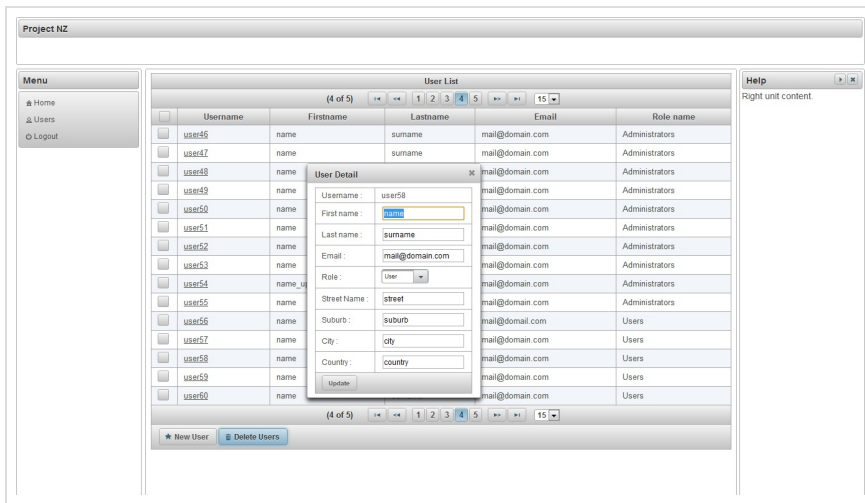 Project NZ
Menu
Home
Users
Logout
User List
(4 of 5) 1 2 3 4 5 15
Username Firstname Lastname Email Role name
user46 name surname mail@domain.com Administrators
user47 name surname mail@domain.com Administrators
user48 name mail@domain.com Administrators
user49 name mail@domain.com Administrators
user50 name mail@domain.com Administrators
user51 name mail@domain.com Administrators
user52 name mail@domain.com Administrators
user53 name mail@domain.com Administrators
user54 name_up mail@domain.com Administrators
user55 name mail@domain.com Administrators
user56 name mail@domail.com Users
user57 name mail@domain.com Users
user58 name mail@domain.com Users
user59 name mail@domain.com Users
user60 name mail@domain.com Users
(4 of 5) 1 2 3 4 5 15
New User Delete Users
User Detail
Username : user58
First name : name
Last name : surname
Email : mail@domain.com
Role : User
Street Name : street
Suburb : suburb
City : city
Country : country
Update
Help
Right unit content.